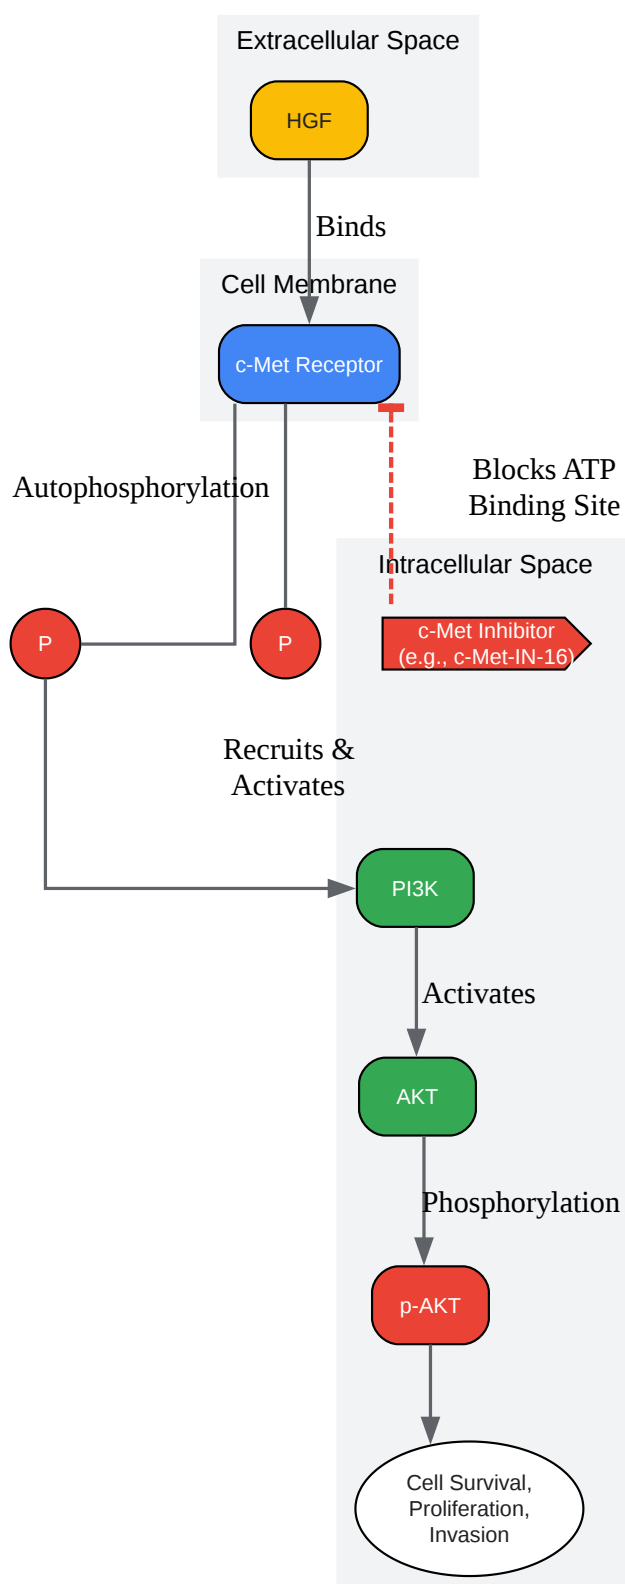 Extracellular Space
HGF
Binds
Cell Membrane
c-Met Receptor
Autophosphorylation
Blocks ATP
Binding Site
Intracellular Space
P
P
c-Met Inhibitor
(e.g., c-Met-IN-16)
Recruits &
Activates
PI3K
Activates
AKT
Phosphorylation
p-AKT
Cell Survival,
Proliferation,
Invasion